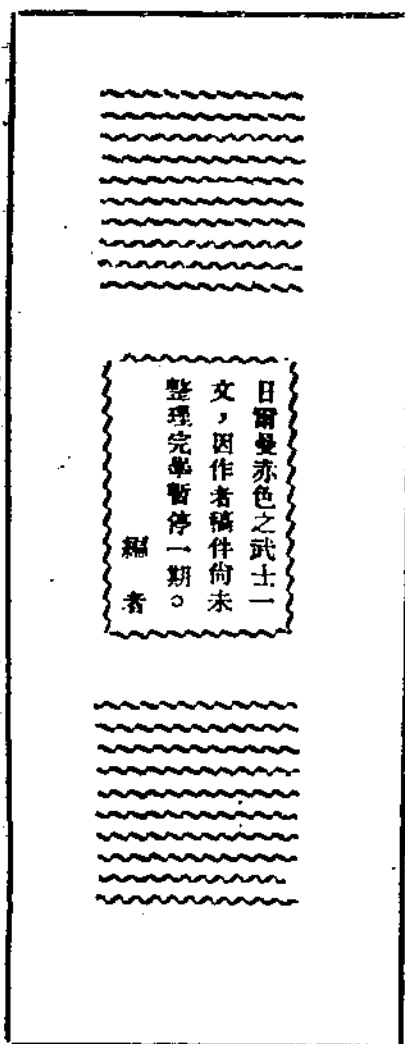 日爾曼赤色之武士一
文，因作者稿件尙未
整理完畢暫停一期。
編者